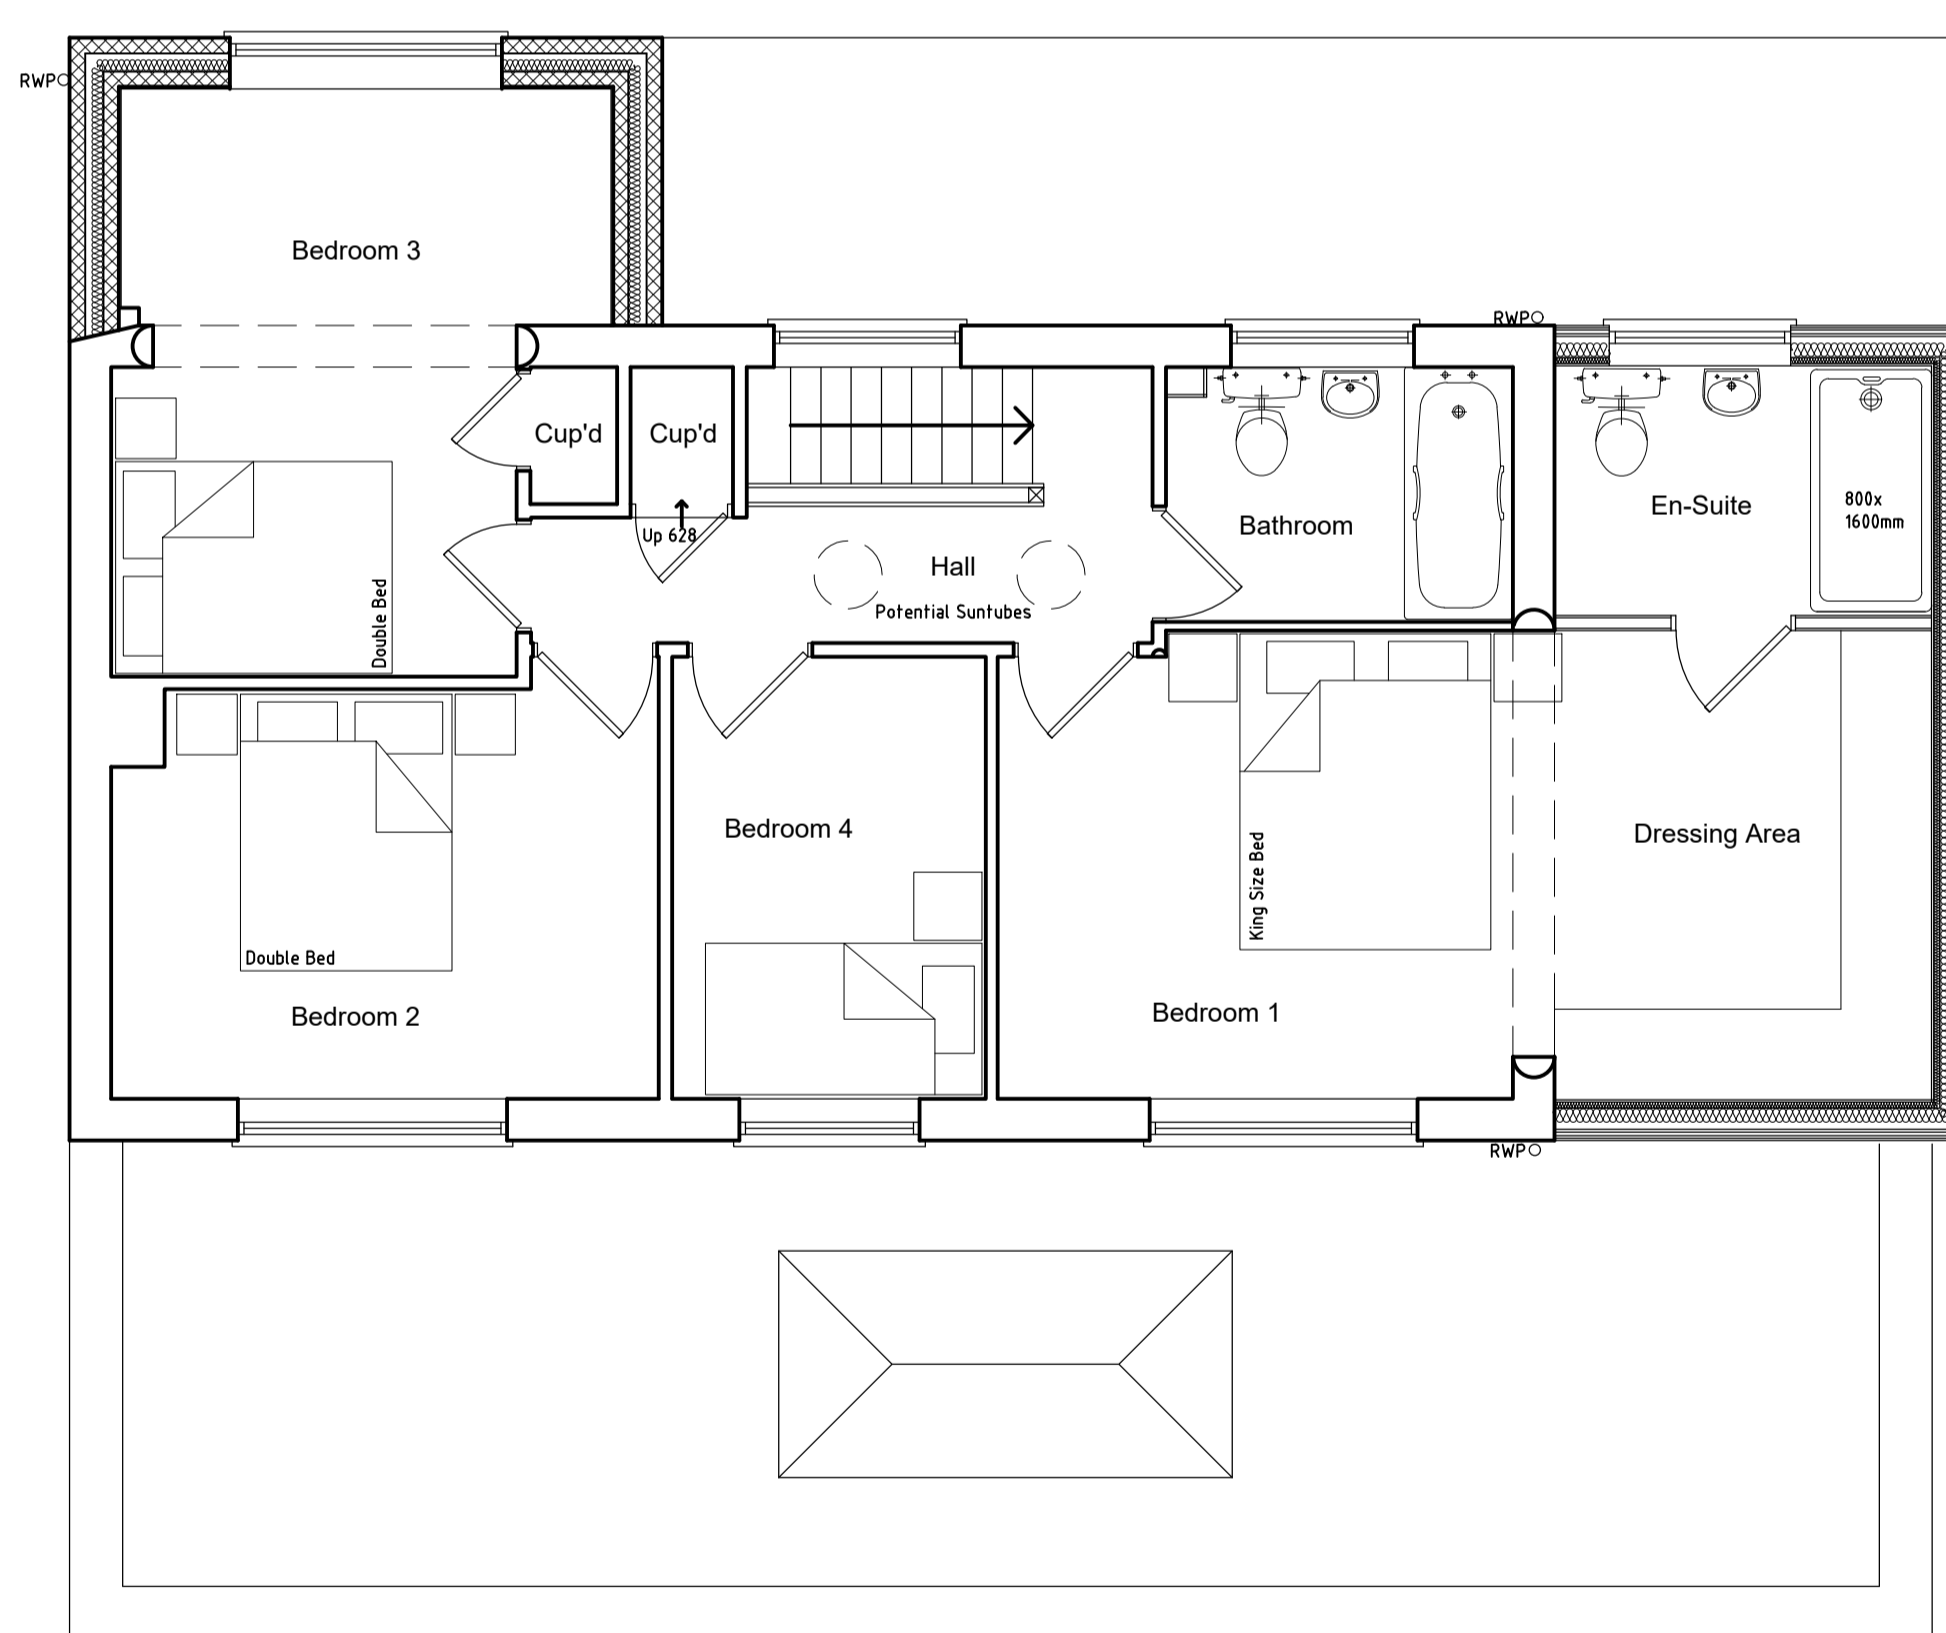 RWP
Bedroom 3
RWP
Cup'd
Cup'd
Up 628
Hall
Potential Suntubes
Bathroom
En-Suite
800x
1600mm
Double Bed
Bedroom 4
Dressing Area
King Size Bed
Double Bed
Bedroom 2
Bedroom 1
RWP